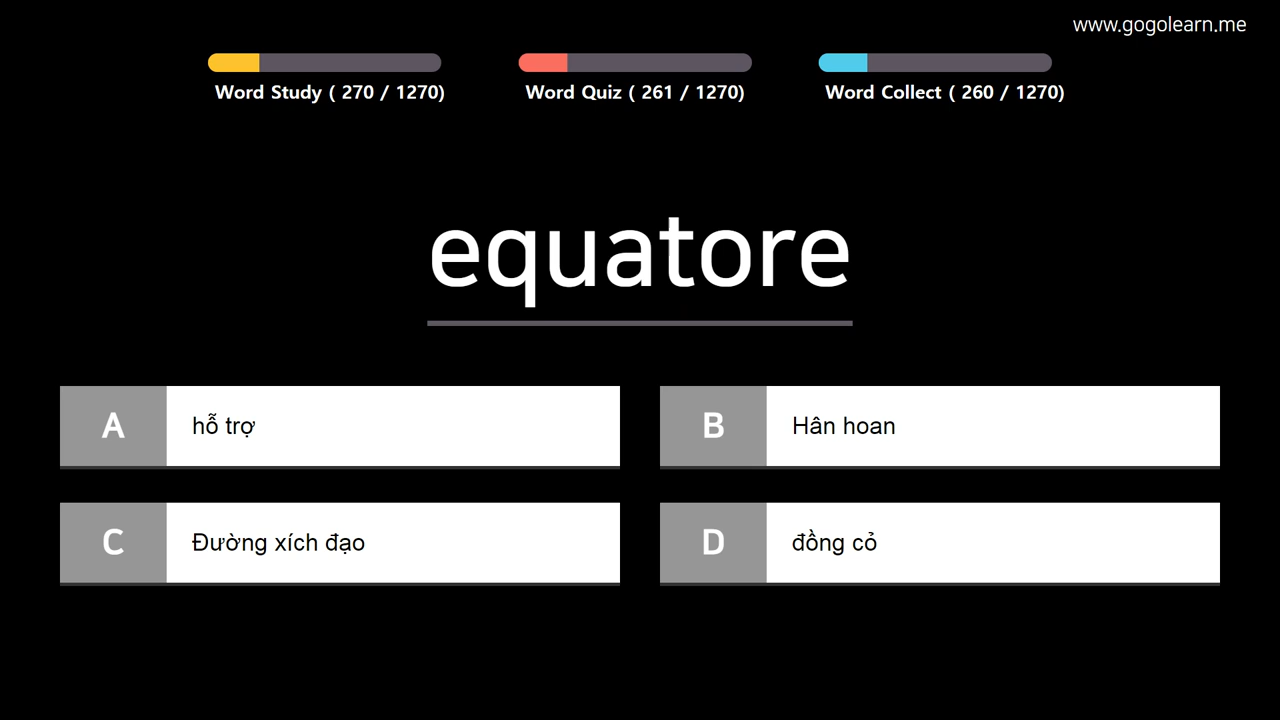 www.gogolearn.me
Word Study ( 270 / 1270)
Word Quiz ( 261 / 1270)
Word Collect ( 260 / 1270)
equatore
A
hỗ trợ
B
Hân hoan
C
Đường xích đạo
D
đồng cỏ